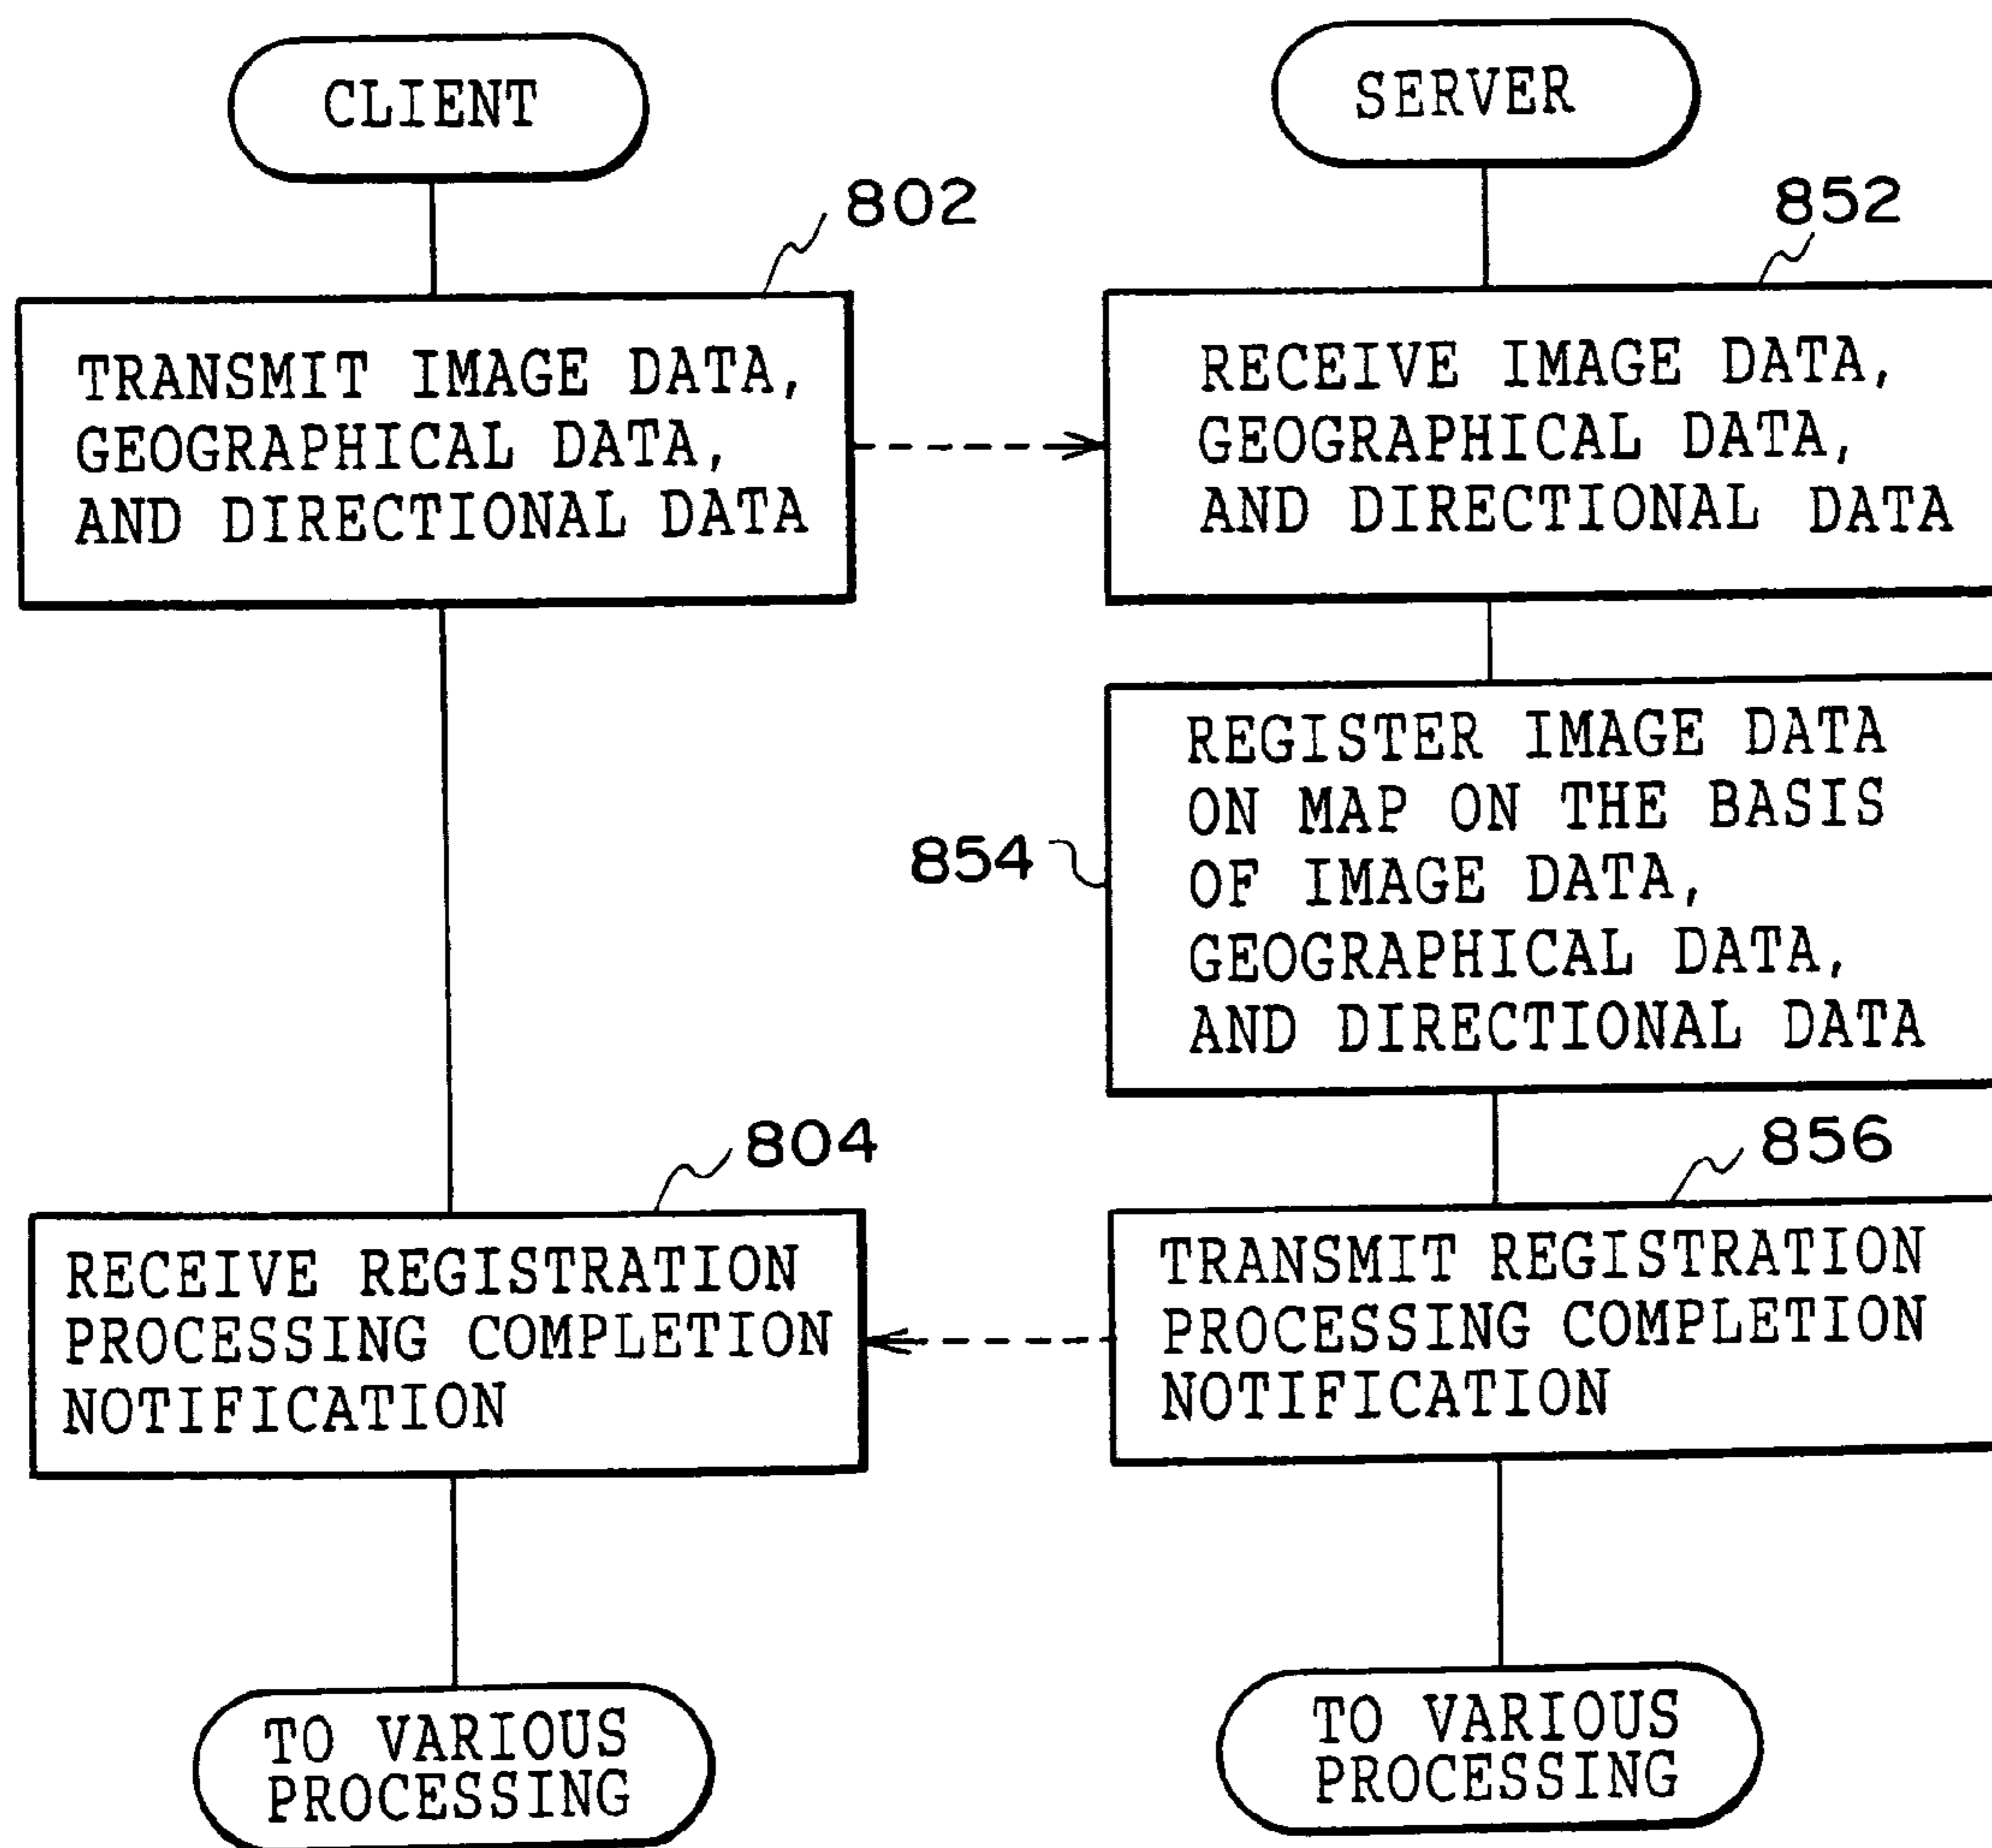 CLIENT
802
TRANSMIT IMAGE DATA,
GEOGRAPHICAL DATA,
AND DIRECTIONAL DATA
804
RECEIVE REGISTRATION
PROCESSING COMPLETION
NOTIFICATION
TO VARIOUS
PROCESSING
SERVER
852
RECEIVE IMAGE DATA,
GEOGRAPHICAL DATA,
AND DIRECTIONAL DATA
854
REGISTER IMAGE DATA
ON MAP ON THE BASIS
OF IMAGE DATA,
GEOGRAPHICAL DATA,
AND DIRECTIONAL DATA
856
TRANSMIT REGISTRATION
PROCESSING COMPLETION
NOTIFICATION
TO VARIOUS
PROCESSING